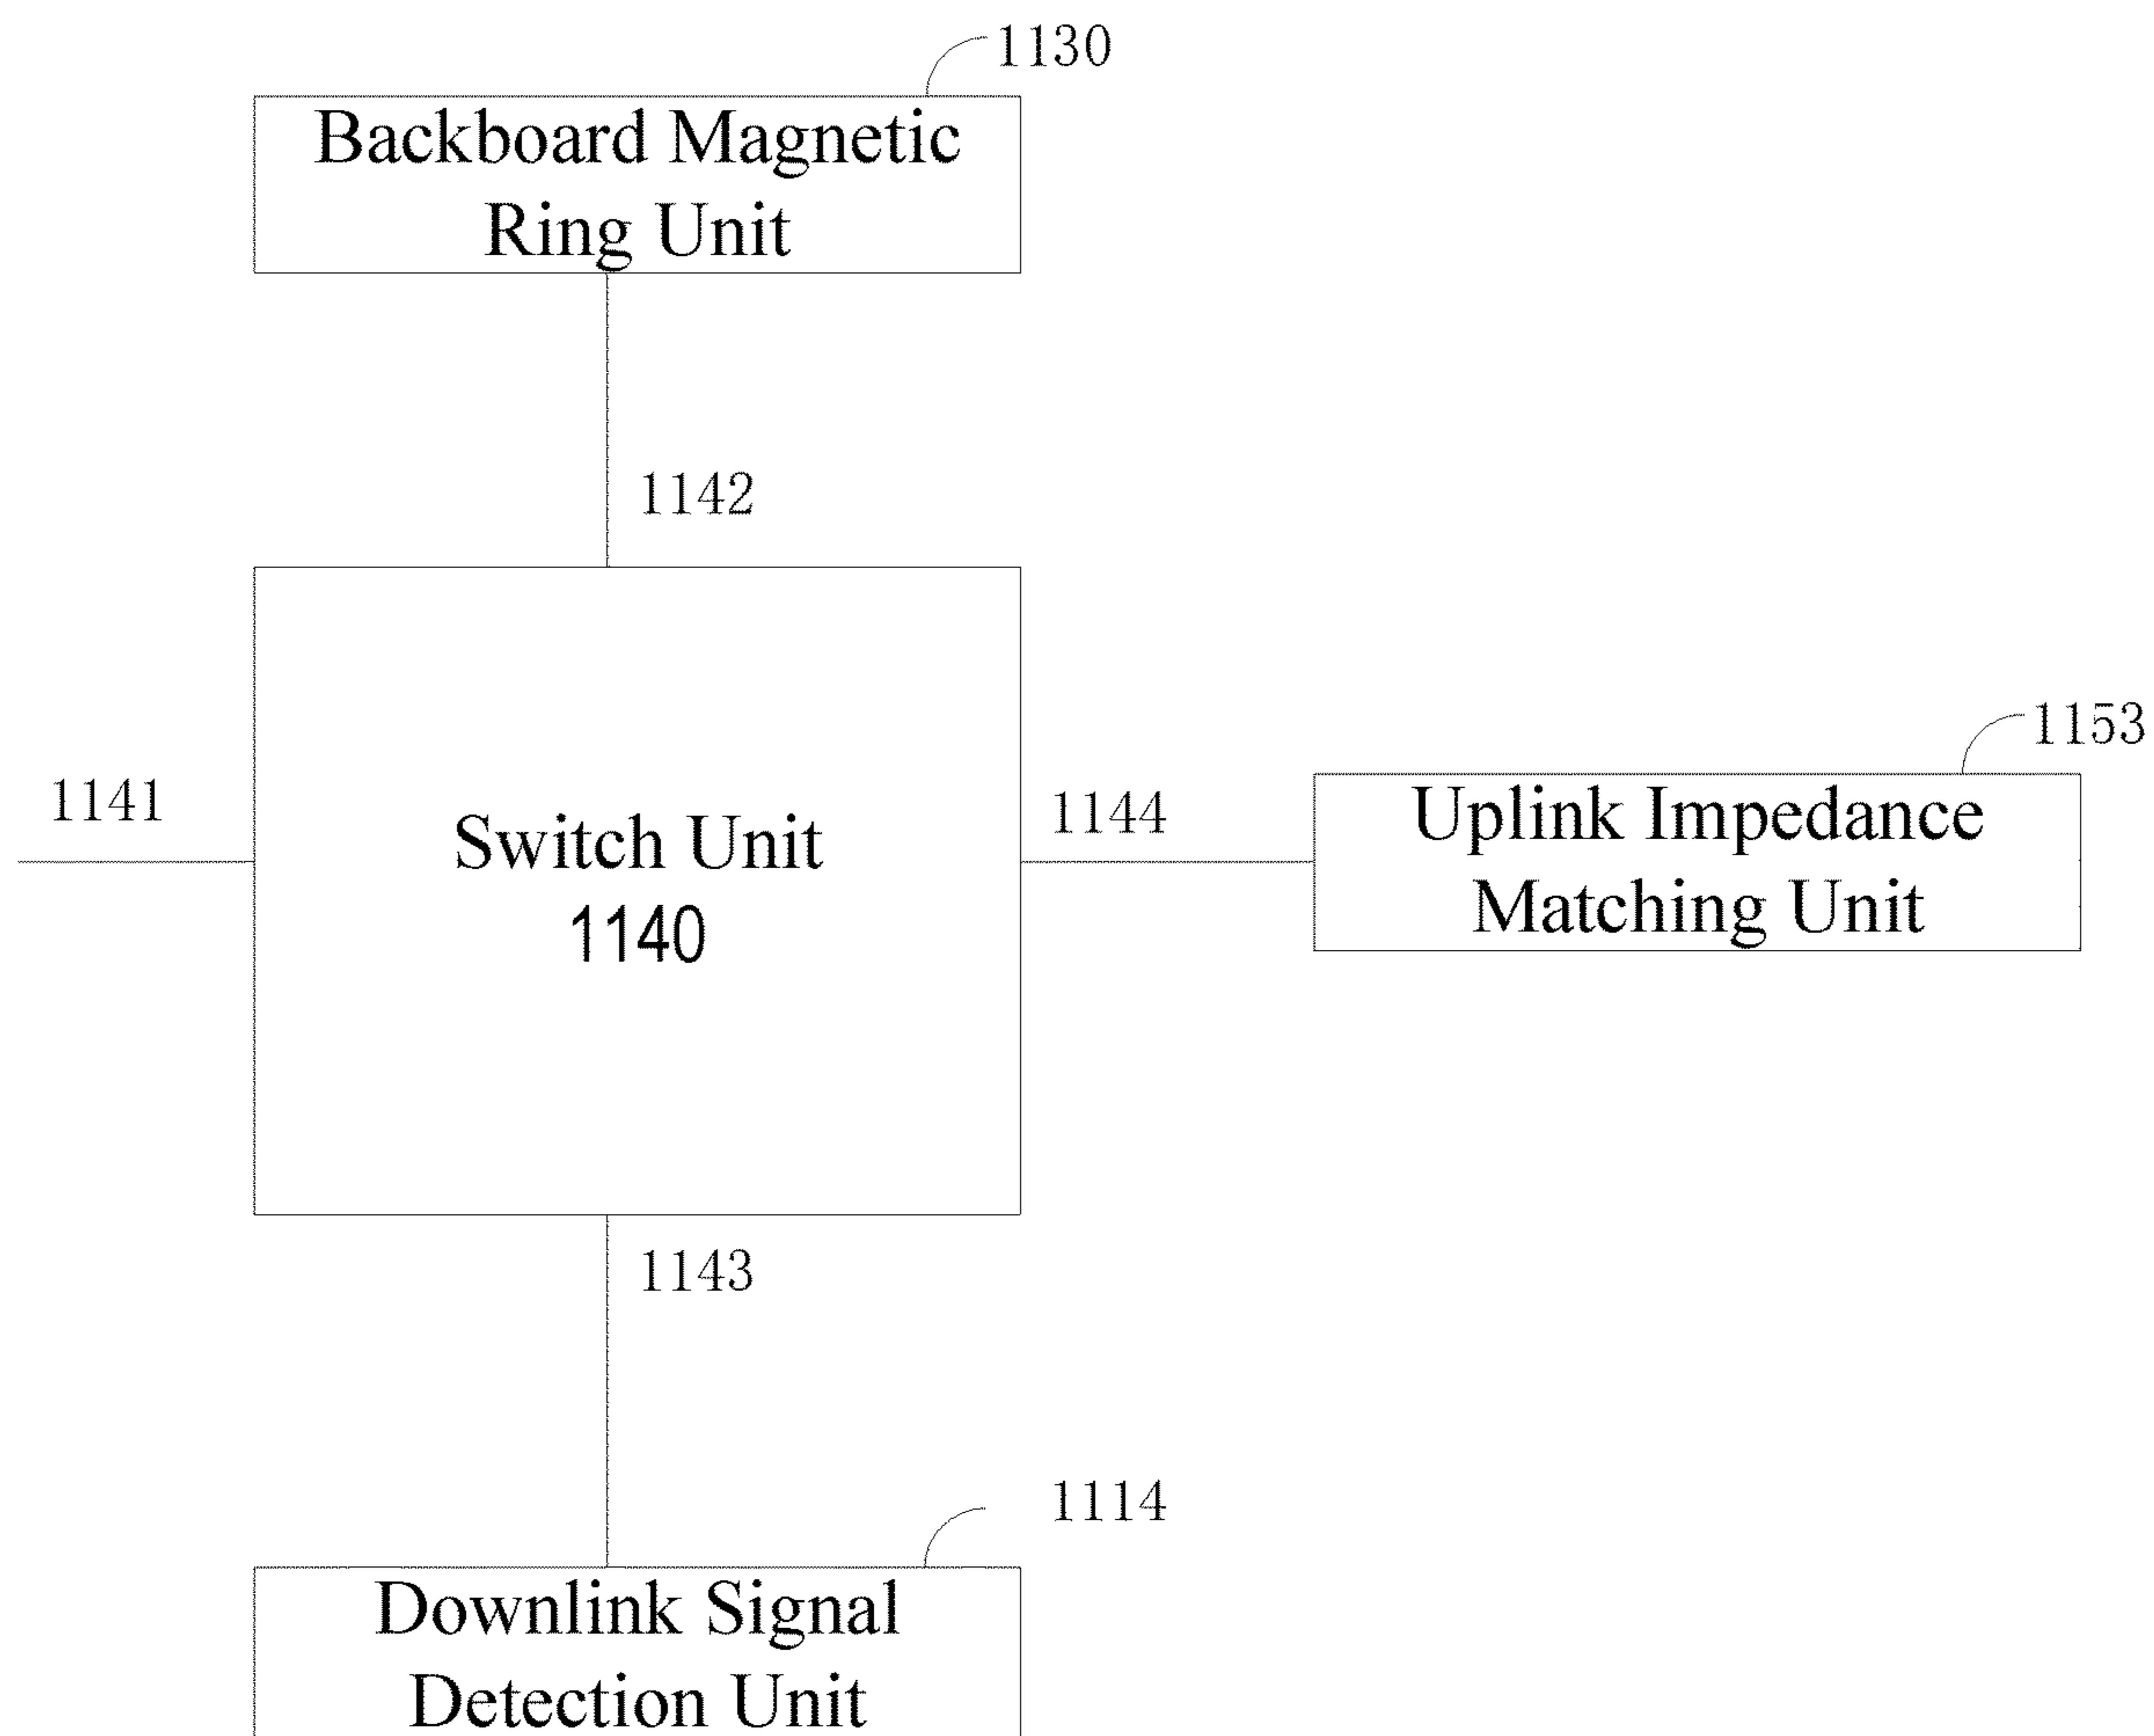 1130
Backboard Magnetic
Ring Unit
1142
1153
1141
Switch Unit
1140
1144
Uplink Impedance
Matching Unit
1143
1114
Downlink Signal
Detection Unit